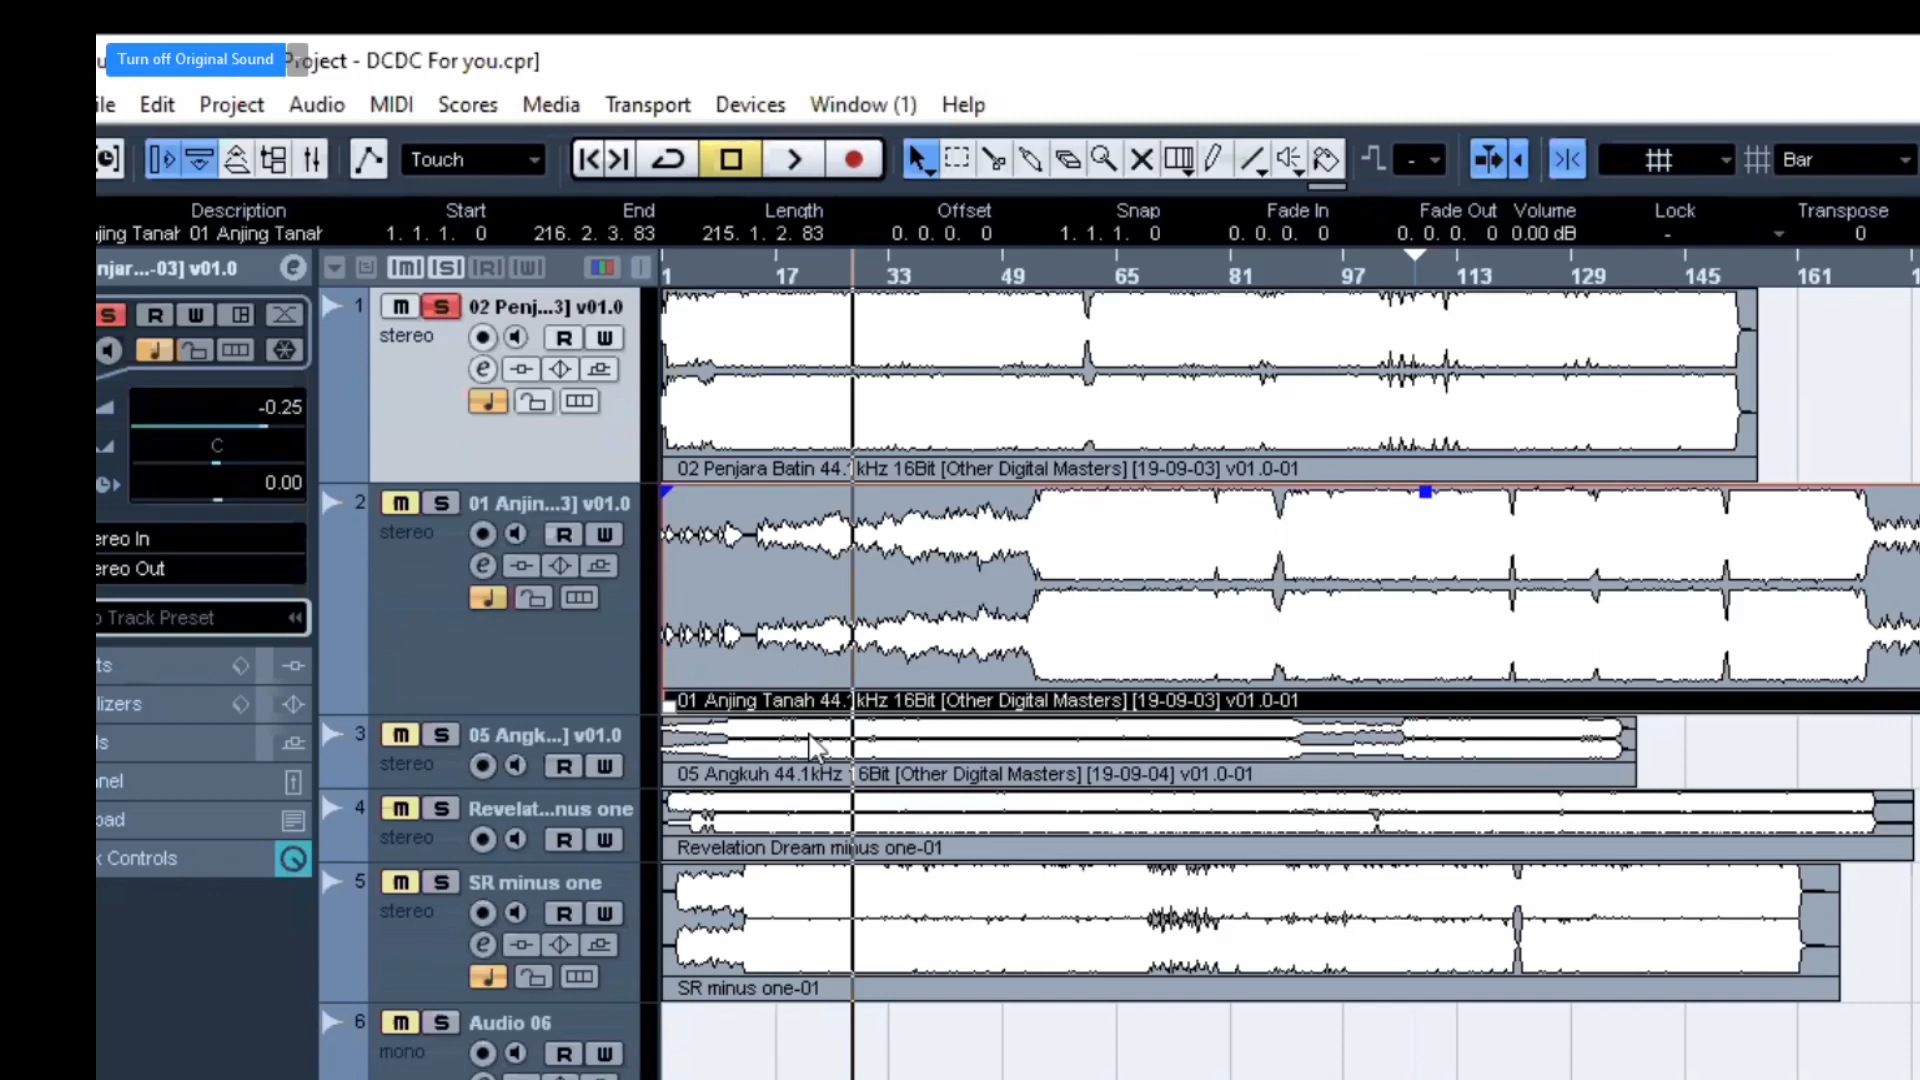 Turn off Original Sound
Project - DCDC For you.cpr]
ile Edit Project Audio MIDI Scores Media Transport Devices Window (1) Help
Touch - Bar
Description Start End Length Offset Snap Fade In Fade Out Volume Lock Transpose
jing Tanah 01 Anjing Tanah 1. 1. 1. 0 216. 2. 3. 83 215. 1. 2. 83 0. 0. 0. 0 1. 1. 1. 0 0. 0. 0. 0 0. 0. 0. 0 0.00 dB - 0
njar...-03] v01.0 e m S R W
1 17 33 49 65 81 97 113 129 145 161
S R W
-0.25
C
0.00
ereo In
ereo Out
o Track Preset
ts
lizers
ls
nel
pad
k Controls
1 m S 02 Penj...3] v01.0
stereo R W
e
02 Penjara Batin 44.1kHz 16Bit [Other Digital Masters] [19-09-03] v01.0-01
2 m S 01 Anjin...3] v01.0
stereo R W
e
01 Anjing Tanah 44.1kHz 16Bit [Other Digital Masters] [19-09-03] v01.0-01
3 m S 05 Angk...] v01.0
stereo R W
05 Angkuh 44.1kHz 16Bit [Other Digital Masters] [19-09-04] v01.0-01
4 m S Revelat...nus one
stereo R W
Revelation Dream minus one-01
5 m S SR minus one
stereo R W
e
SR minus one-01
6 m S Audio 06
mono R W